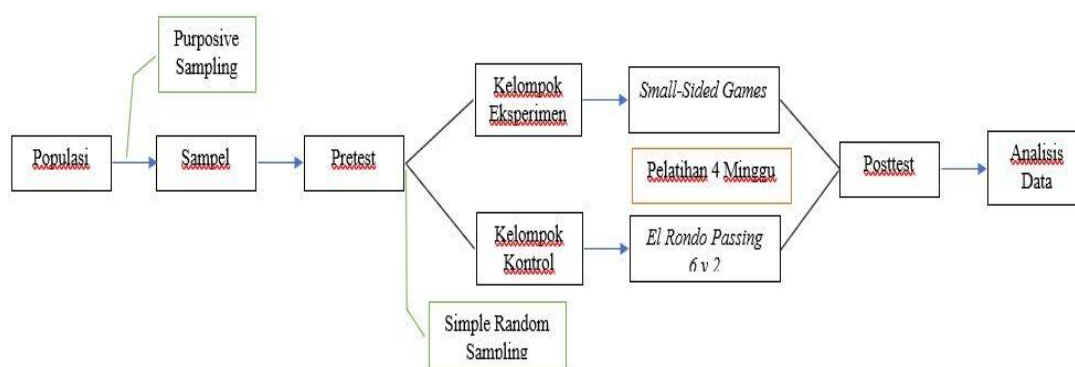 Purposive
Sampling
Populasi
Sampel
Pretest
Kelompok
Eksperimen
Small-Sided Games
Pelatihan 4 Minggu
Kelompok
Kontrol
El Rondo Passing
6 v 2
Posttest
Analisis
Data
Simple Random
Sampling